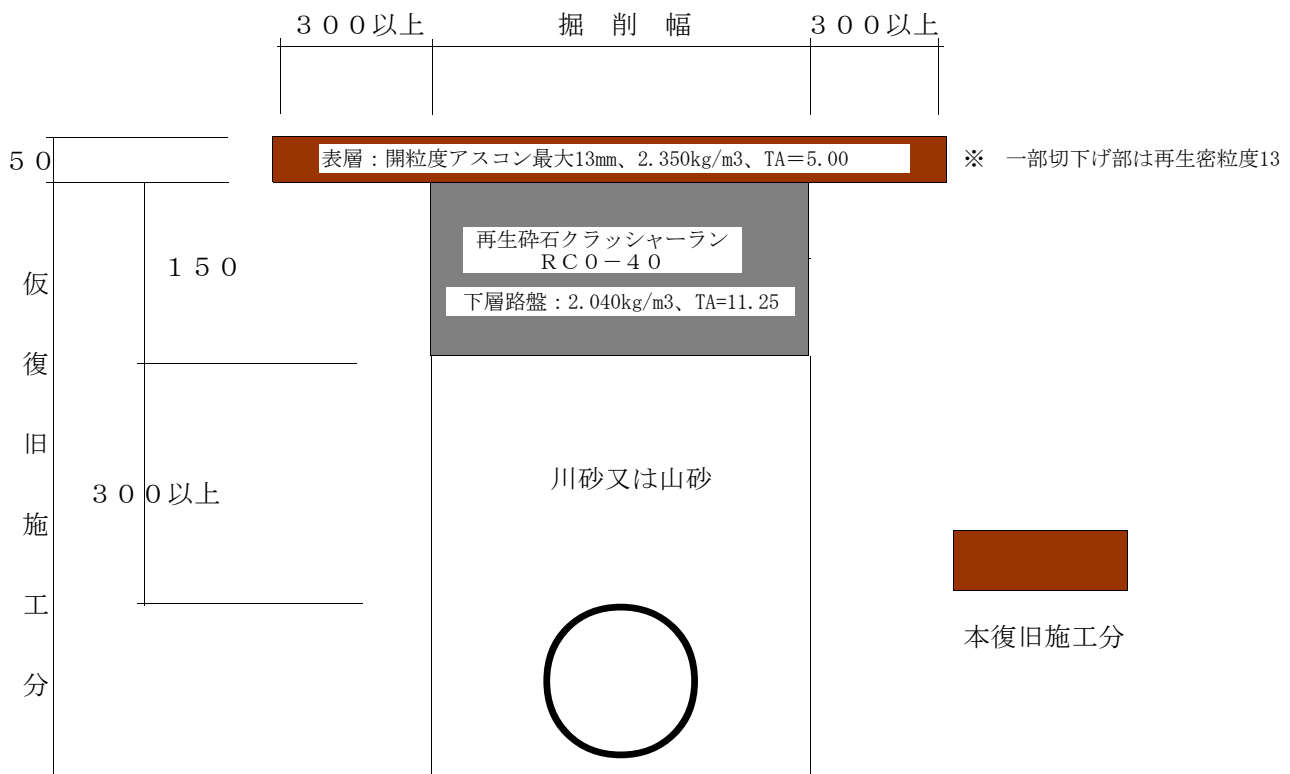 ３００以上
掘　削　幅
３００以上
５０
表層：開粒度アスコン最大13mm、2.350kg/m3、TA＝5.00
※　一部切下げ部は再生密粒度13
１５０
再生砕石クラッシャーラン
ＲＣ０－４０
下層路盤：2.040kg/m3、TA=11.25
３００以上
川砂又は山砂
仮復旧施工分
本復旧施工分